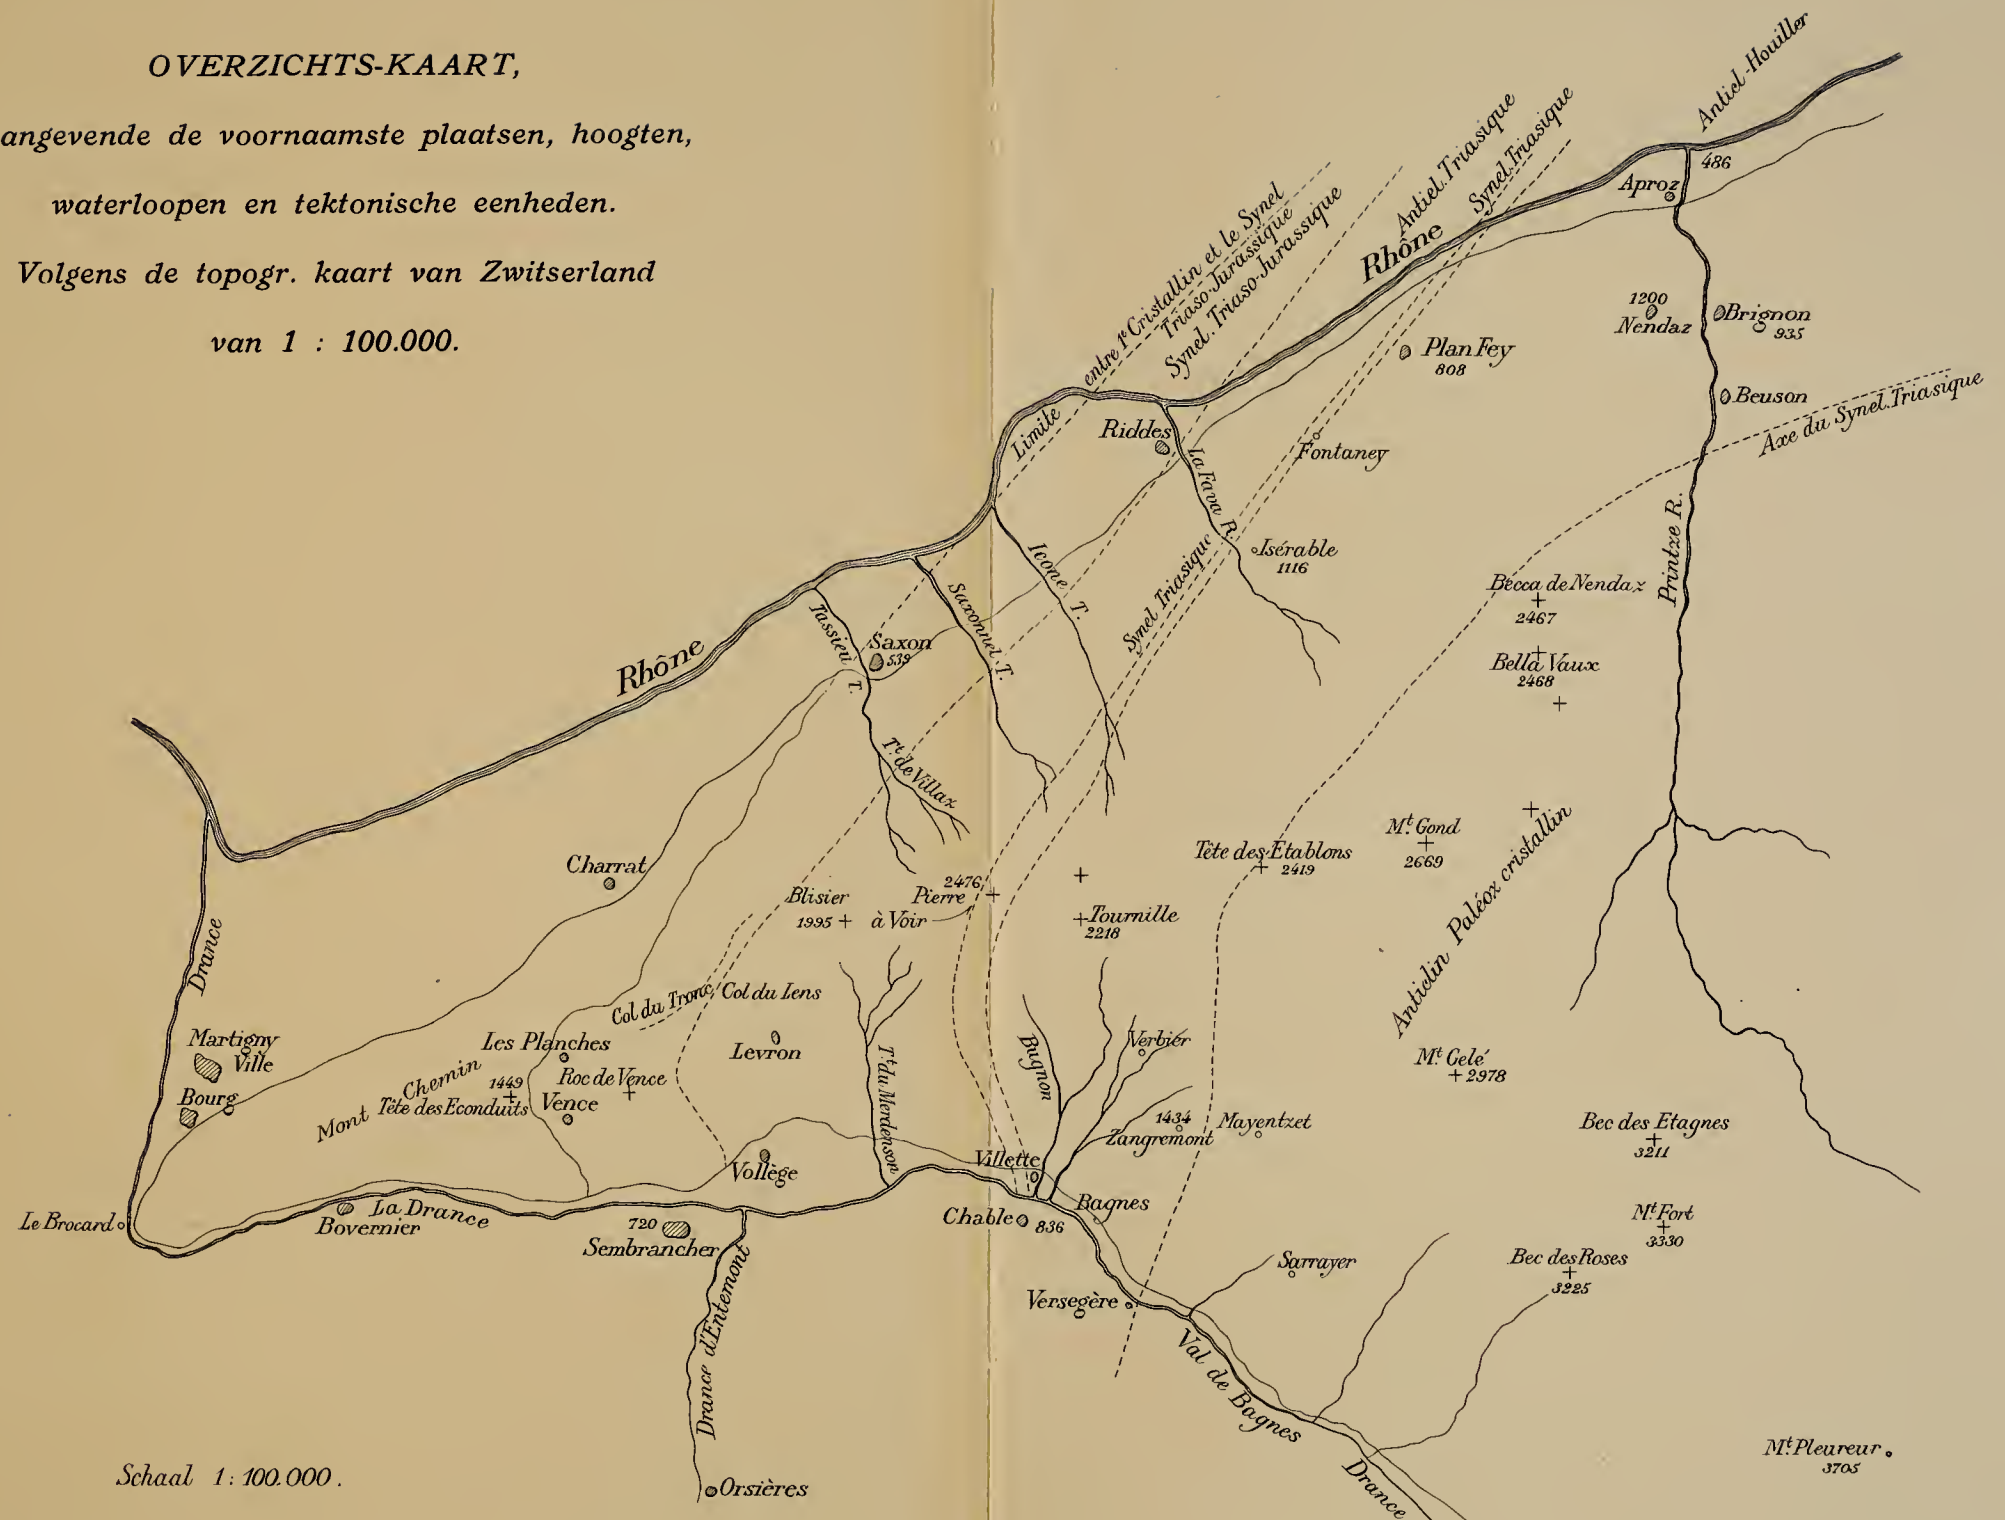 OVERZICHTS-KAART,
angevende de voornaamste plaatsen, hoogten,
waterloopen en tektonische eenheden.
Volgens de topogr. kaart van Zwitserland
van 1 : 100.000.
Anticl-Houiller
486
Aproz
Anticl. Triasique
Synel. Triasique
Limite entre le Cristallin et le Synel
Triaso-Jurassique
Synel. Triaso-Jurassique
Rhône
1200
Nendaz
Brignon
935
Plan Fey
808
Beuson
Axe du Synel. Triasique
Riddes
La Fava R.
Fontaney
Isérable
1116
Printze R.
Icone T.
Synel Triasique
Becca de Nendaz
2467
Bella Vaux
2468
Saxonnel T.
Tassieu T.
Saxon
539
Rhône
Tt. de Villaz
Charrat
Blisier
1995
2476
Pierre
à Voir
Tournille
2218
Tête des Etablons
2419
Mt. Gond
2669
Anticlin Paléoz cristallin
Drance
Col du Tronc
Col du Lens
Levron
Les Planches
Martigny
Ville
Bourg
Mont Chemin
1449
Tête des Econduits
Roc de Vence
Vence
Tt. du Merdenson
Bugnon
Verbier
1434
Zangremont
Mayentzet
Mt. Gelé
2978
Bec des Etagnes
3211
Vollège
Villette
Le Brocard
Bovernier
La Drance
720
Sembrancher
Chable
836
Bagnes
Mt. Fort
3330
Bec des Roses
3225
Sarrayer
Versegère
Drance d'Entemont
Val de Bagnes
Drance
Mt. Pleureur
3705
Schaal 1:100.000.
Orsières